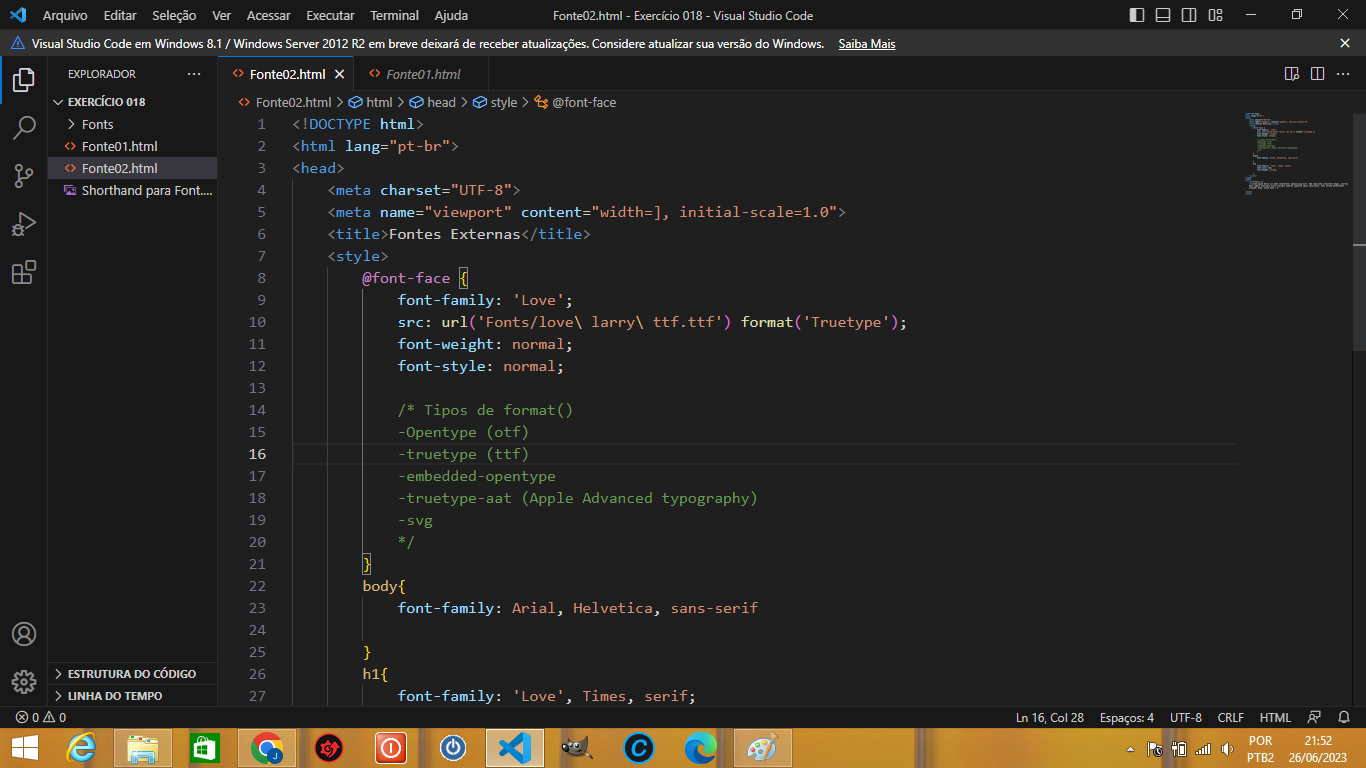 Arquivo Editar Seleção Ver Acessar Executar Terminal Ajuda Fonte02.html - Exercício 018 - Visual Studio Code
Visual Studio Code em Windows 8.1 / Windows Server 2012 R2 em breve deixará de receber atualizações. Considere atualizar sua versão do Windows. Saiba Mais
EXPLORADOR
EXERCÍCIO 018
Fonts
Fonte01.html
Fonte02.html
Shorthand para Font....
ESTRUTURA DO CÓDIGO
LINHA DO TEMPO
Fonte02.html Fonte01.html
Fonte02.html > html > head > style > @font-face
1 <!DOCTYPE html>
2 <html lang="pt-br">
3 <head>
4 <meta charset="UTF-8">
5 <meta name="viewport" content="width=], initial-scale=1.0">
6 <title>Fontes Externas</title>
7 <style>
8 @font-face {
9 font-family: 'Love';
10 src: url('Fonts/love\ larry\ ttf.ttf') format('Truetype');
11 font-weight: normal;
12 font-style: normal;
13
14 /* Tipos de format()
15 -Opentype (otf)
16 -truetype (ttf)
17 -embedded-opentype
18 -truetype-aat (Apple Advanced typography)
19 -svg
20 */
21 }
22 body{
23 font-family: Arial, Helvetica, sans-serif
24
25 }
26 h1{
27 font-family: 'Love', Times, serif;
0 0 Ln 16, Col 28 Espaços: 4 UTF-8 CRLF HTML
POR 21:52
PTB2 26/06/2023